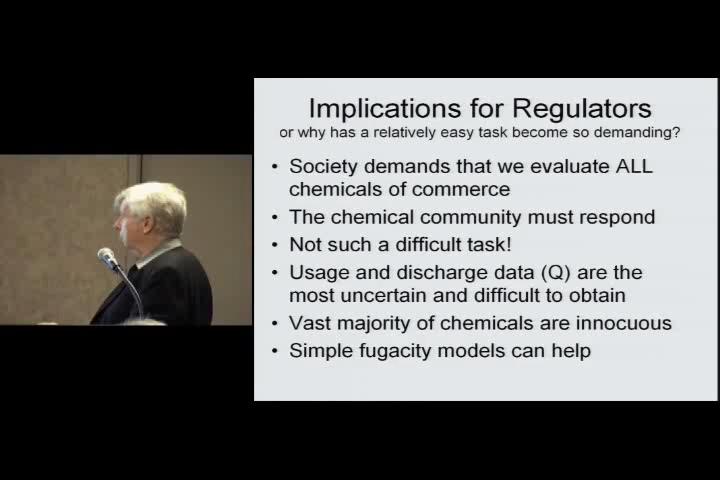 Implications for Regulators
or why has a relatively easy task become so demanding?
• Society demands that we evaluate ALL
chemicals of commerce
• The chemical community must respond
• Not such a difficult task!
• Usage and discharge data (Q) are the
most uncertain and difficult to obtain
• Vast majority of chemicals are innocuous
• Simple fugacity models can help